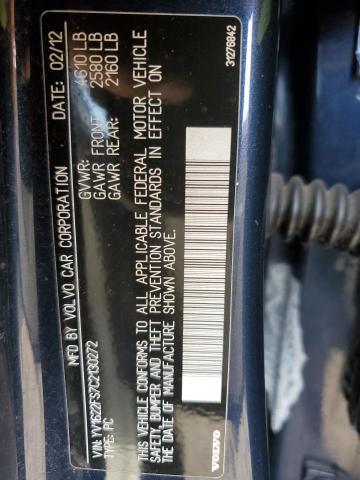 MFD BY VOLVO CAR CORPORATION DATE: 02/12
GVWR: 4610 LB
GAWR FRONT: 2580 LB
GAWR REAR: 2160 LB
VIN: YV1622FS7C2130272
TYPE: PC
THIS VEHICLE CONFORMS TO ALL APPLICABLE FEDERAL MOTOR VEHICLE
SAFETY, BUMPER AND THEFT PREVENTION STANDARDS IN EFFECT ON
DATE OF MANUFACTURE SHOWN ABOVE.
VOLVO
31276842